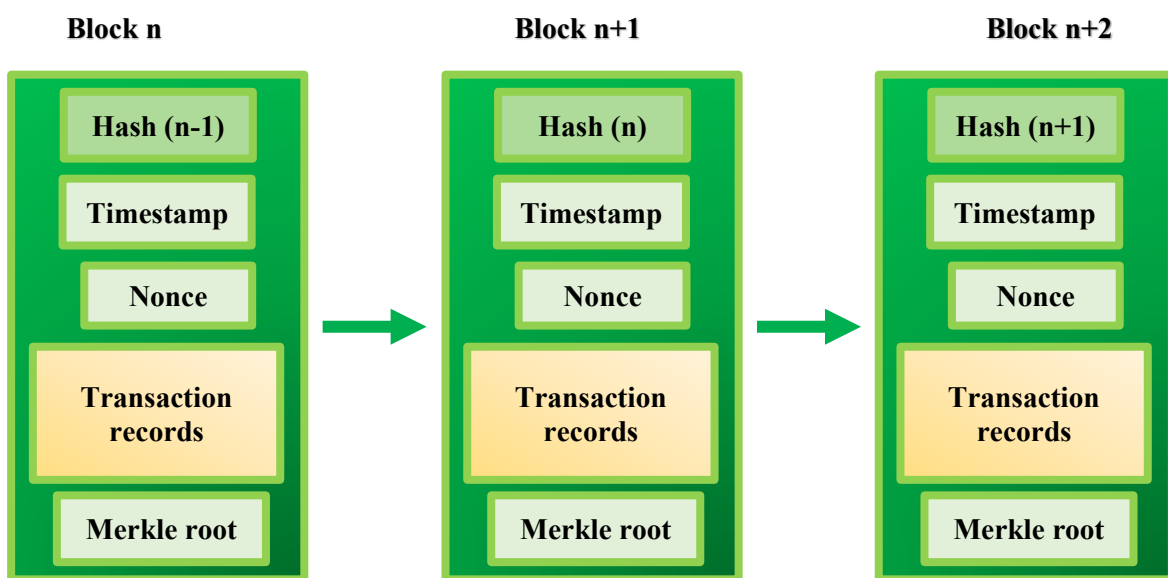 Block n
Block n+1
Block n+2
Hash (n-1)
Timestamp
Nonce
Transaction
records
Merkle root
Hash (n)
Timestamp
Nonce
Transaction
records
Merkle root
Hash (n+1)
Timestamp
Nonce
Transaction
records
Merkle root